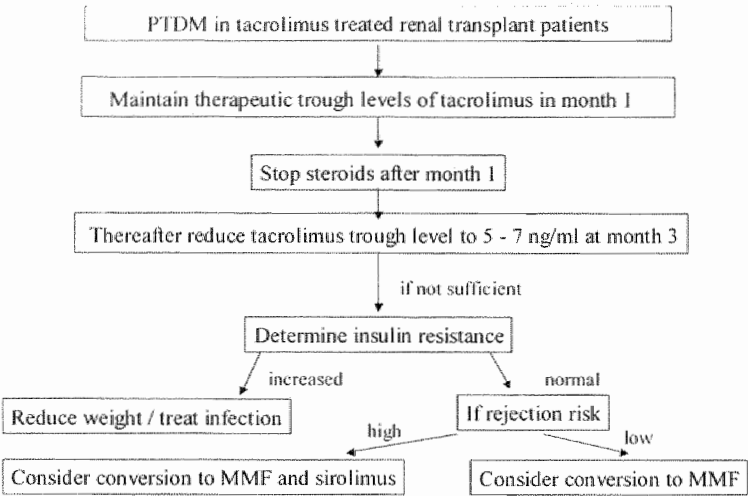 PTDM in tacrolimus treated renal transplant patients
Maintain therapeutic trough levels of tacrolimus in month 1
Stop steroids after month 1
Thereafter reduce tacrolimus trough level to 5 - 7 ng/ml at month 3
if not sufficient
Determine insulin resistance
increased
normal
Reduce weight / treat infection
If rejection risk
high
low
Consider conversion to MMF and sirolimus
Consider conversion to MMF